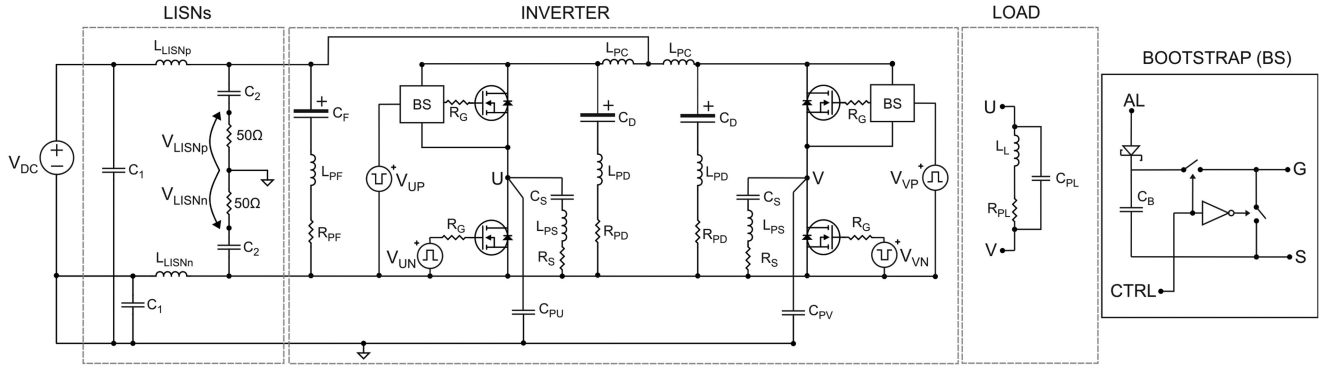 LISNs
INVERTER
LOAD
BOOTSTRAP (BS)
L_LISNp
L_PC
L_PC
C_2
+
C_F
BS
R_G
+
C_D
+
C_D
R_G
BS
AL
V_DC
+
−
C_1
V_LISNp
50Ω
V_LISNn
50Ω
L_PF
V_UP
+
U
C_S
L_PD
L_PD
C_S
V
V_VP
+
U
L_L
C_PL
R_PL
V
C_B
G
R_PF
R_G
L_PS
R_PD
R_PD
L_PS
R_G
C_2
V_UN
+
R_S
R_S
+
V_VN
S
L_LISNn
CTRL
C_1
C_PU
C_PV